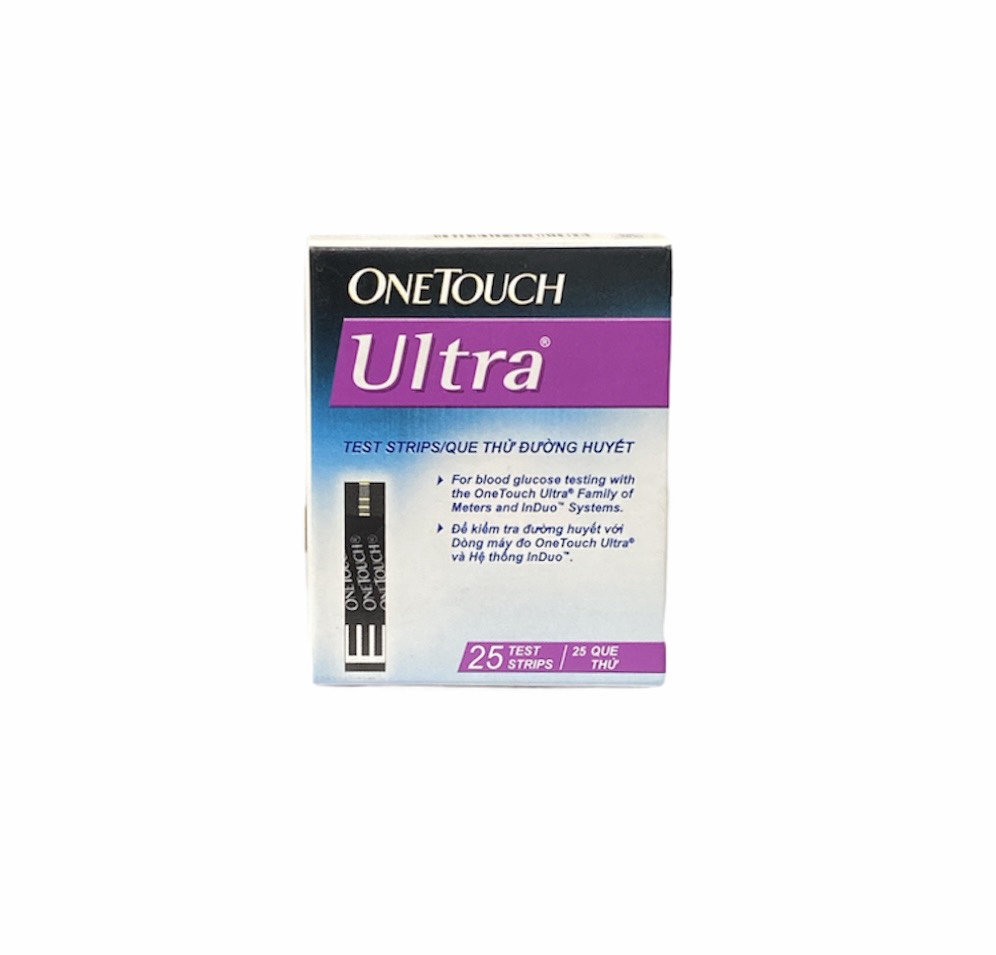 ONETOUCH
Ultra®
TEST STRIPS/QUE THỬ ĐƯỜNG HUYẾT
For blood glucose testing with
the OneTouch Ultra® Family of
Meters and InDuo™ Systems.
Để kiểm tra đường huyết với
Dòng máy đo OneTouch Ultra®
và Hệ thống InDuo™.
ONETOUCH®
ONETOUCH®
ONETOUCH
25 TEST STRIPS / 25 QUE THỬ